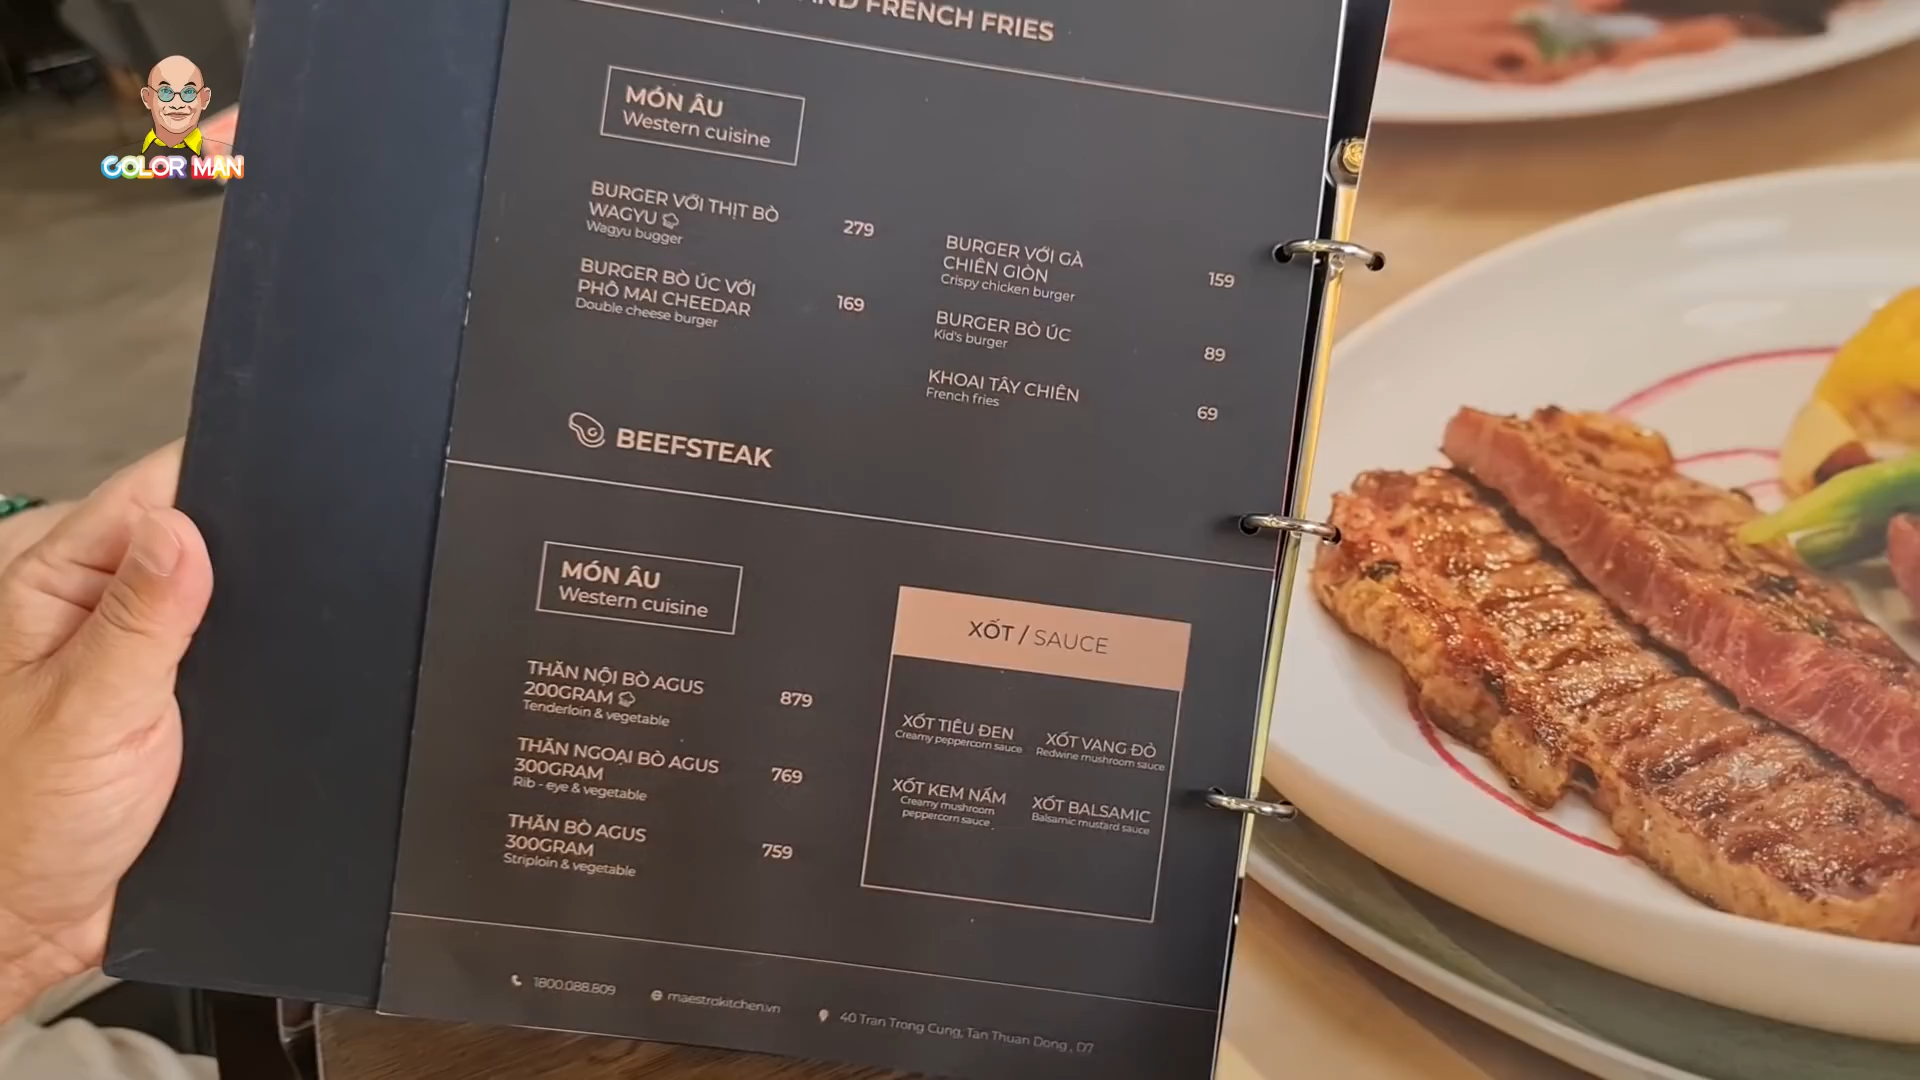 COLOR MAN
AND FRENCH FRIES
MÓN ÂU
Western cuisine
BURGER VỚI THỊT BÒ
WAGYU
279
Wagyu bugger
BURGER BÒ ÚC VỚI
PHÔ MAI CHEEDAR
169
Double cheese burger
BURGER VỚI GÀ
CHIÊN GIÒN
159
Crispy chicken burger
BURGER BÒ ÚC
Kid's burger
89
KHOAI TÂY CHIÊN
French fries
69
BEEFSTEAK
MÓN ÂU
Western cuisine
THĂN NỘI BÒ AGUS
200GRAM
879
Tenderloin & vegetable
THĂN NGOẠI BÒ AGUS
300GRAM
769
Rib - eye & vegetable
THĂN BÒ AGUS
300GRAM
759
Striploin & vegetable
XỐT / SAUCE
XỐT TIÊU ĐEN
Creamy peppercorn sauce
XỐT VANG ĐỎ
Redwine mushroom sauce
XỐT KEM NẤM
Creamy mushroom
peppercorn sauce
XỐT BALSAMIC
Balsamic mustard sauce
1800.088.809
maestrokitchen.vn
40 Tran Trong Cung, Tan Thuan Dong , D7